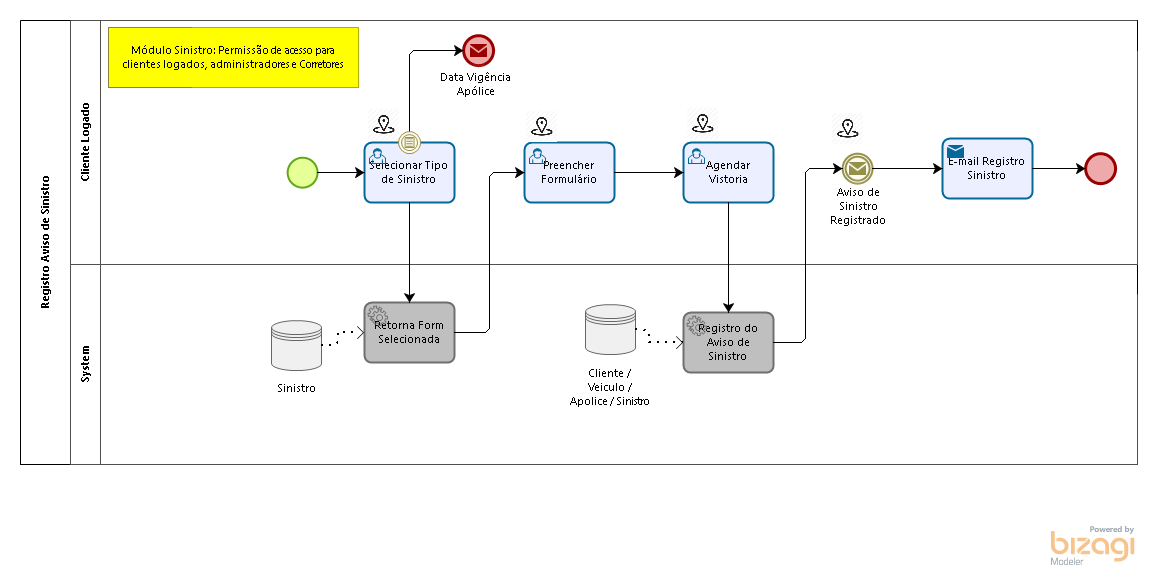 Registro Aviso de Sinistro
Cliente Logado
Módulo Sinistro: Permissão de acesso para
clientes logados, administradores e Corretores
Data Vigência
Apólice
Selecionar Tipo
de Sinistro
Preencher
Formulário
Agendar
Vistoria
Aviso de
Sinistro
Registrado
E-mail Registro
Sinistro
System
Sinistro
Retorna Form
Selecionada
Cliente /
Veiculo /
Apolice / Sinistro
Registro do
Aviso de
Sinistro
Powered by
bizagi
Modeler